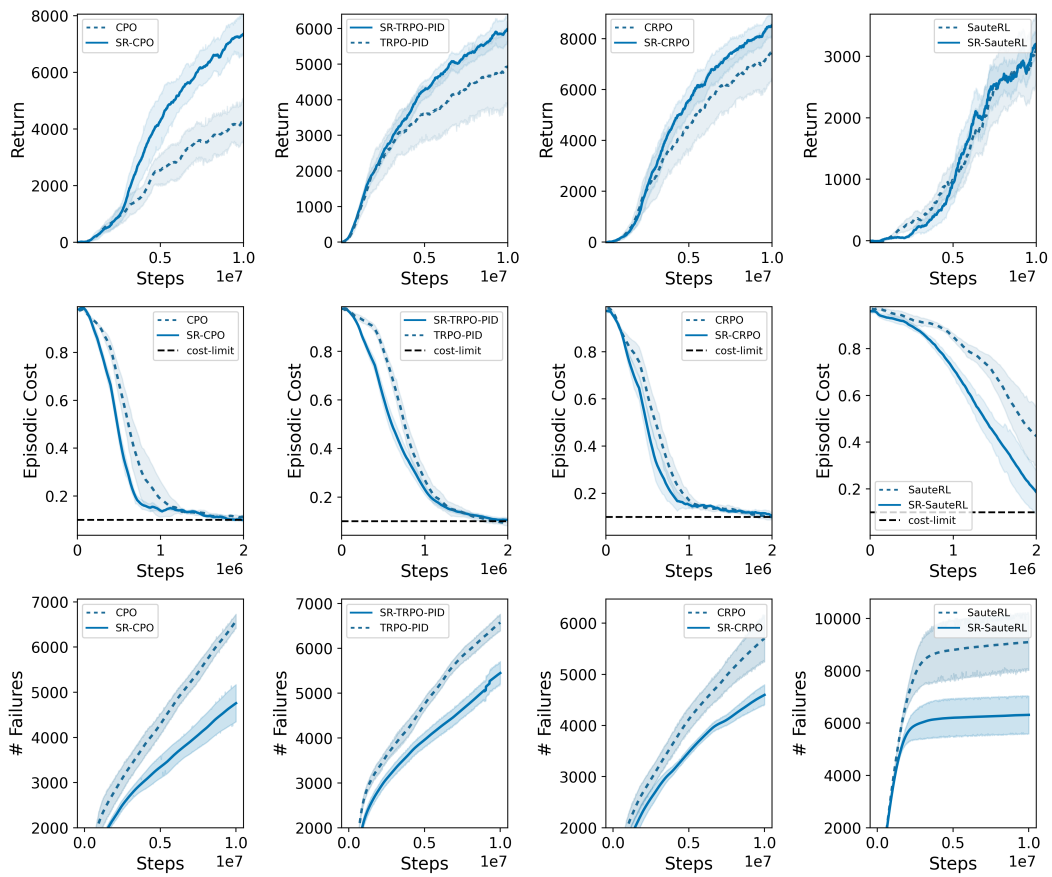 CPO
SR-CPO
Return
8000
6000
4000
2000
0
0.5
1.0
Steps
1e7
SR-TRPO-PID
TRPO-PID
Return
6000
5000
4000
3000
2000
1000
0
0.5
1.0
Steps
1e7
CRPO
SR-CRPO
Return
8000
6000
4000
2000
0
0.5
1.0
Steps
1e7
SauteRL
SR-SauteRL
Return
3000
2000
1000
0
0.5
1.0
Steps
1e7
CPO
SR-CPO
cost-limit
Episodic Cost
0.8
0.6
0.4
0.2
0
1
2
Steps
1e6
SR-TRPO-PID
TRPO-PID
cost-limit
Episodic Cost
0.8
0.6
0.4
0.2
0
1
2
Steps
1e6
CRPO
SR-CRPO
cost-limit
Episodic Cost
0.8
0.6
0.4
0.2
0
1
2
Steps
1e6
Episodic Cost
0.8
0.6
0.4
0.2
SauteRL
SR-SauteRL
cost-limit
0
1
2
Steps
1e6
CPO
SR-CPO
# Failures
7000
6000
5000
4000
3000
2000
0.0
0.5
1.0
Steps
1e7
SR-TRPO-PID
TRPO-PID
# Failures
7000
6000
5000
4000
3000
2000
0.0
0.5
1.0
Steps
1e7
CRPO
SR-CRPO
# Failures
6000
5000
4000
3000
2000
0.0
0.5
1.0
Steps
1e7
SauteRL
SR-SauteRL
# Failures
10000
8000
6000
4000
2000
0.0
0.5
1.0
Steps
1e7